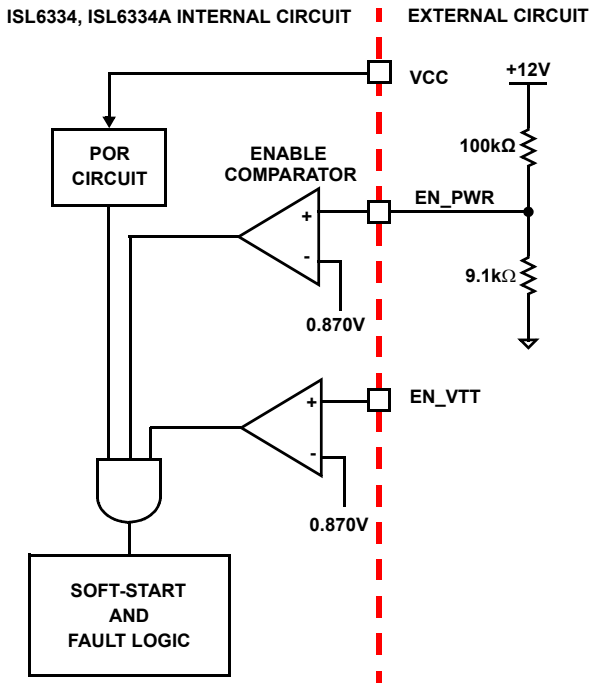 ISL6334, ISL6334A INTERNAL CIRCUIT
EXTERNAL CIRCUIT
VCC
+12V
POR
CIRCUIT
ENABLE
COMPARATOR
100kΩ
EN_PWR
+
-
0.870V
9.1kΩ
EN_VTT
+
-
0.870V
SOFT-START
AND
FAULT LOGIC